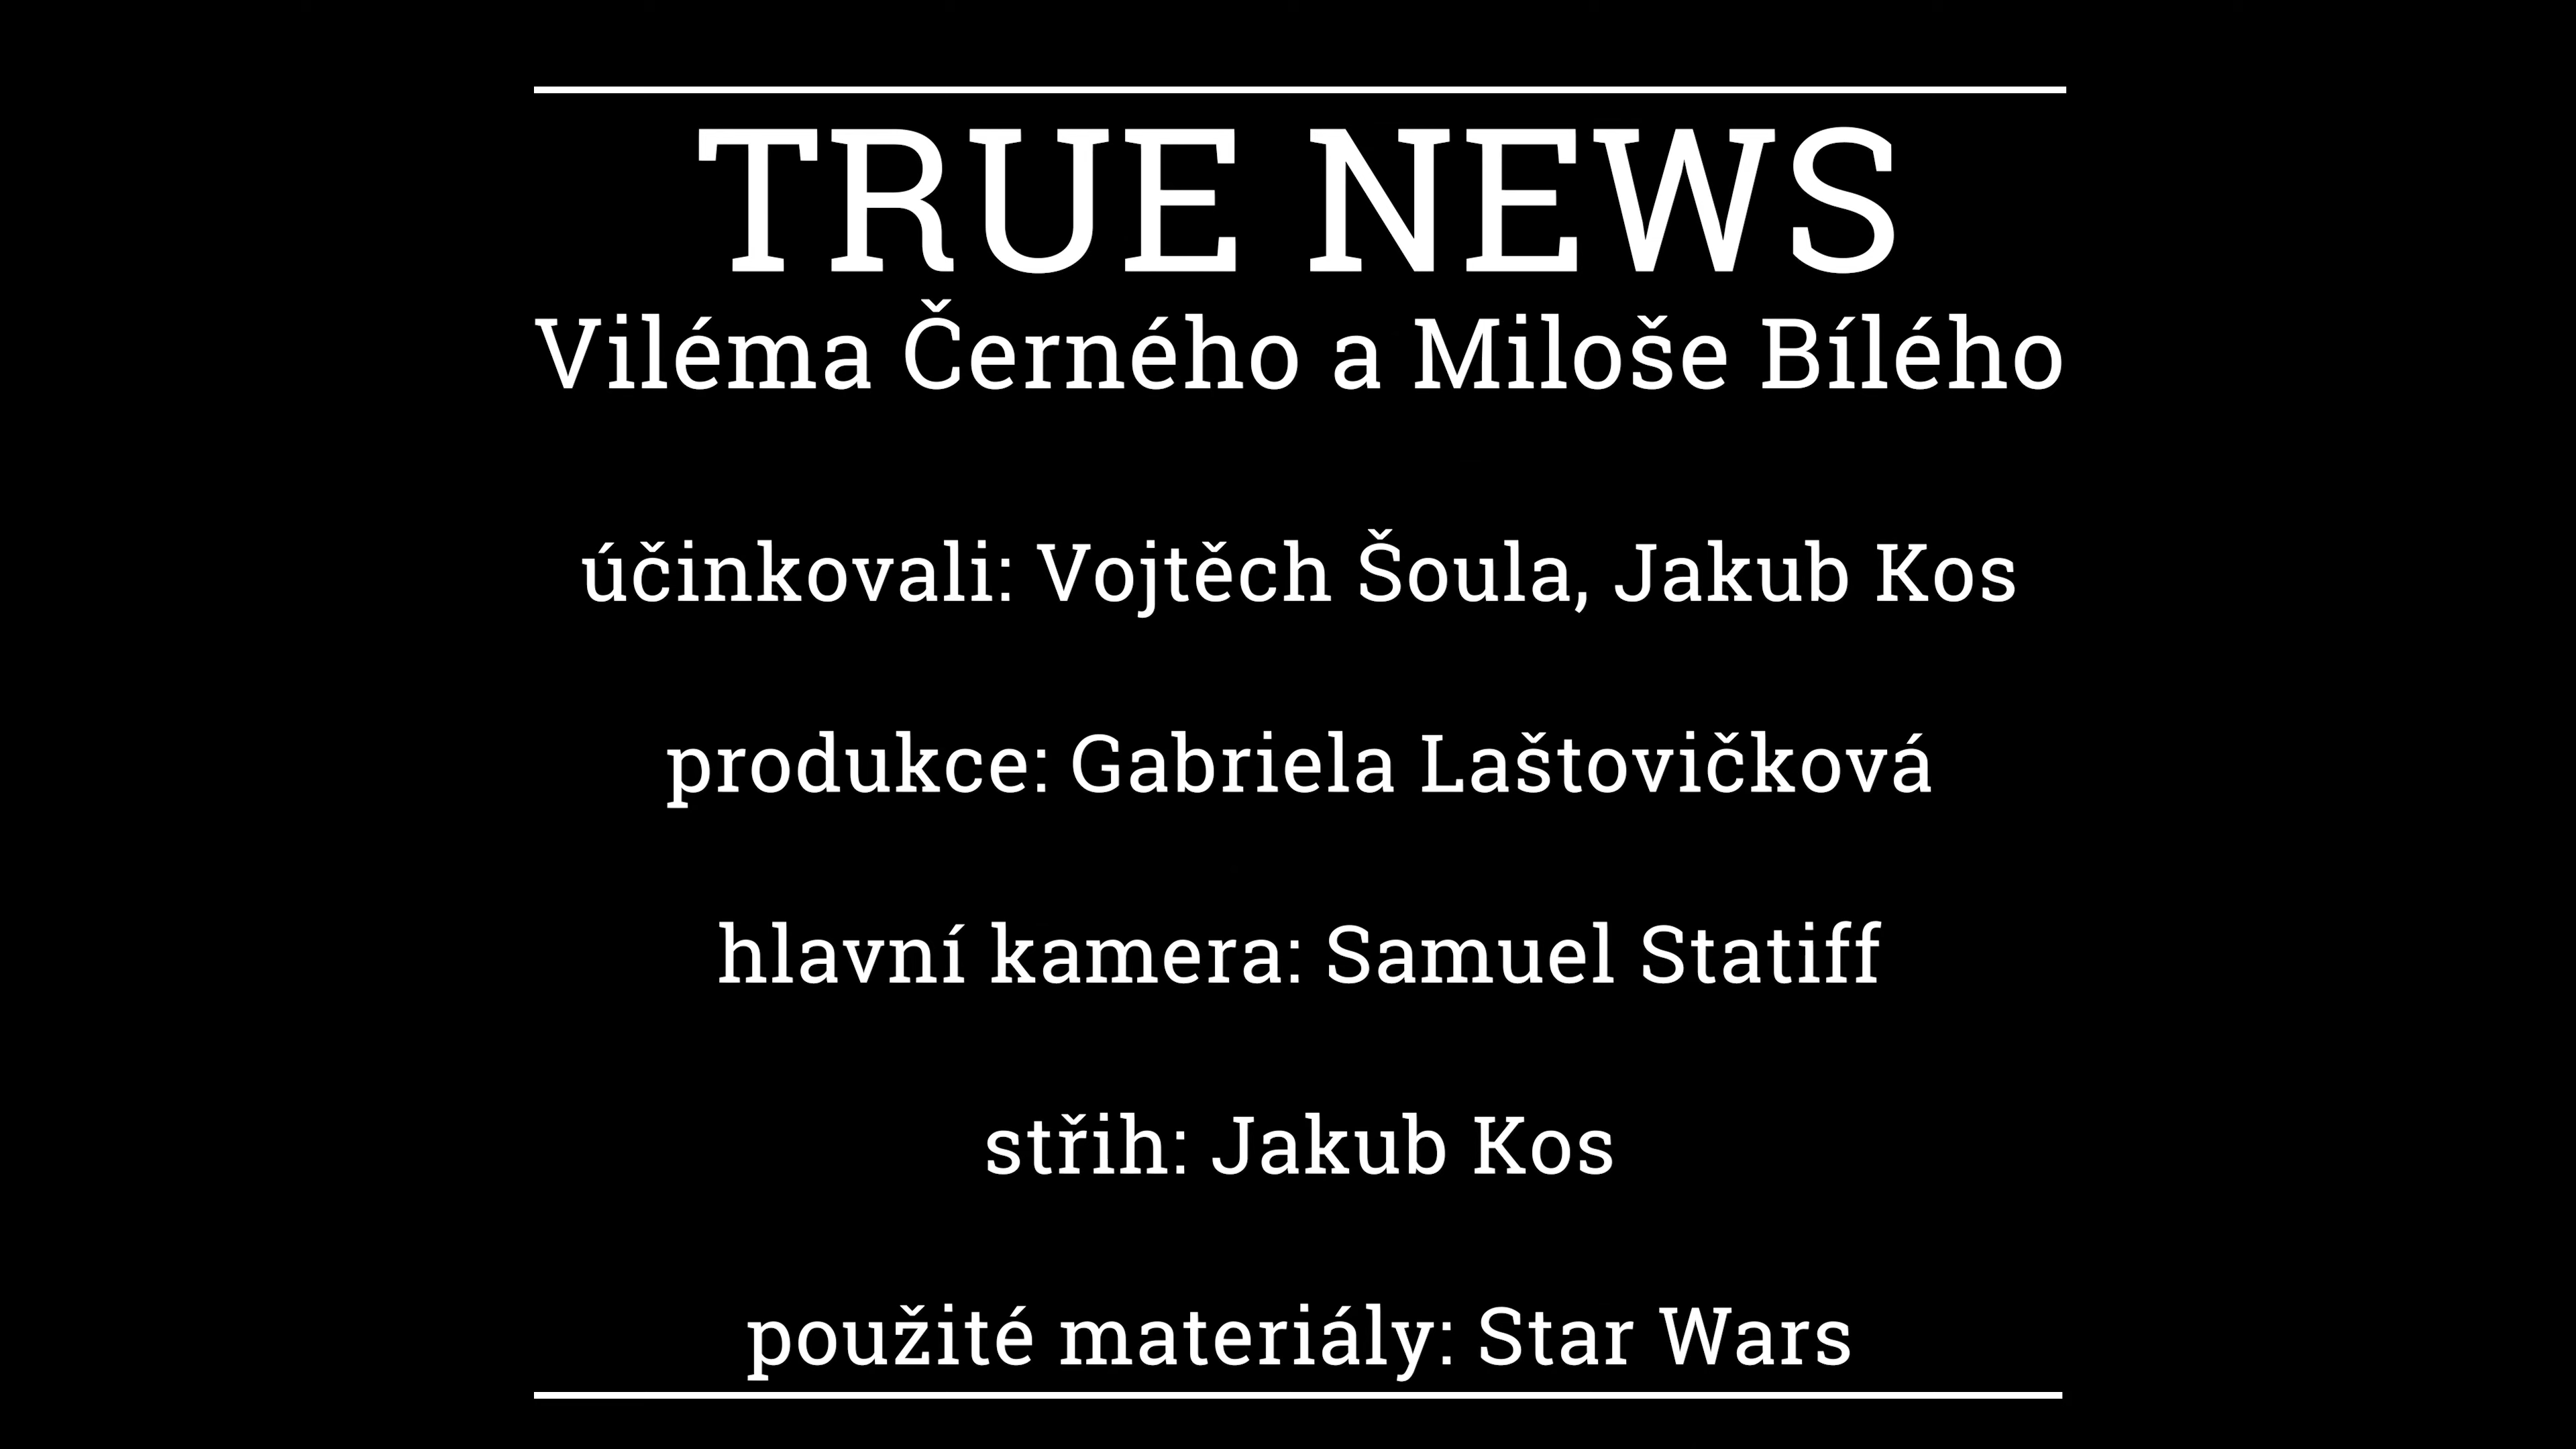 TRUE NEWS
Viléma Černého a Miloše Bílého
účinkovali: Vojtěch Šoula, Jakub Kos
produkce: Gabriela Laštovičková
hlavní kamera: Samuel Statiff
střih: Jakub Kos
použité materiály: Star Wars